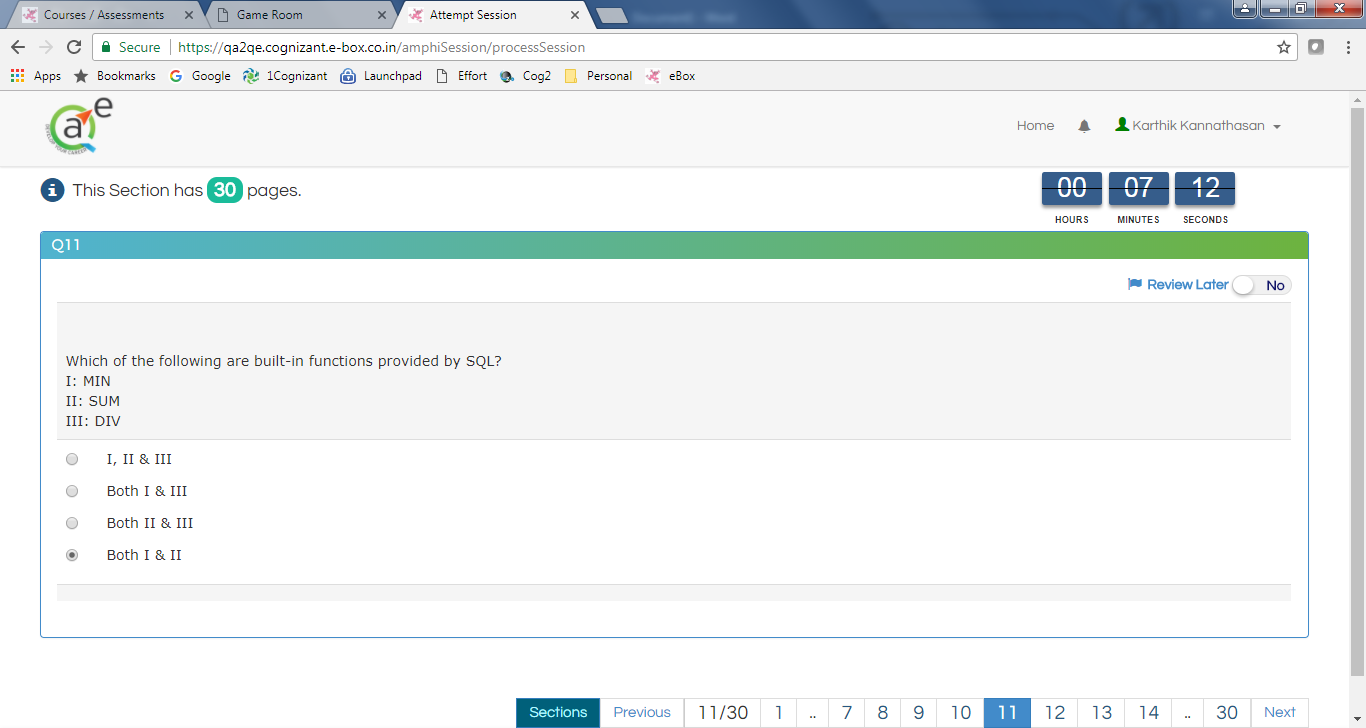 Courses / Assessments
Game Room
Attempt Session
Secure
https://qa2qe.cognizant.e-box.co.in/amphiSession/processSession
Apps
Bookmarks
Google
1Cognizant
Launchpad
Effort
Cog2
Personal
eBox
a e
Home
Karthik Kannathasan
This Section has 30 pages.
00 07 12
HOURS MINUTES SECONDS
Q11
Review Later
No
Which of the following are built-in functions provided by SQL?
I: MIN
II: SUM
III: DIV
I, II & III
Both I & III
Both II & III
Both I & II
Sections Previous 11/30 1 .. 7 8 9 10 11 12 13 14 .. 30 Next